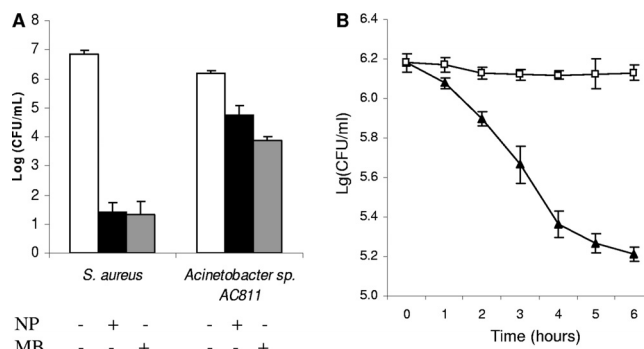 A
Log (CFU/mL)
8
7
6
5
4
3
2
1
0
S. aureus
Acinetobacter sp.
AC811
NP - + - - + -
MB - - + - - +
B
Lg(CFU/ml)
6.4
6.2
6.0
5.8
5.6
5.4
5.2
5.0
0 1 2 3 4 5 6
Time (hours)